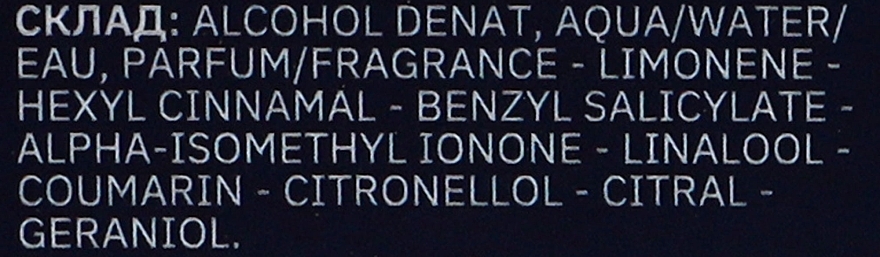 СКЛАД: ALCOHOL DENAT, AQUA/WATER/
EAU, PARFUM/FRAGRANCE - LIMONENE -
HEXYL CINNAMAL - BENZYL SALICYLATE -
ALPHA-ISOMETHYL IONONE - LINALOOL -
COUMARIN - CITRONELLOL - CITRAL -
GERANIOL.